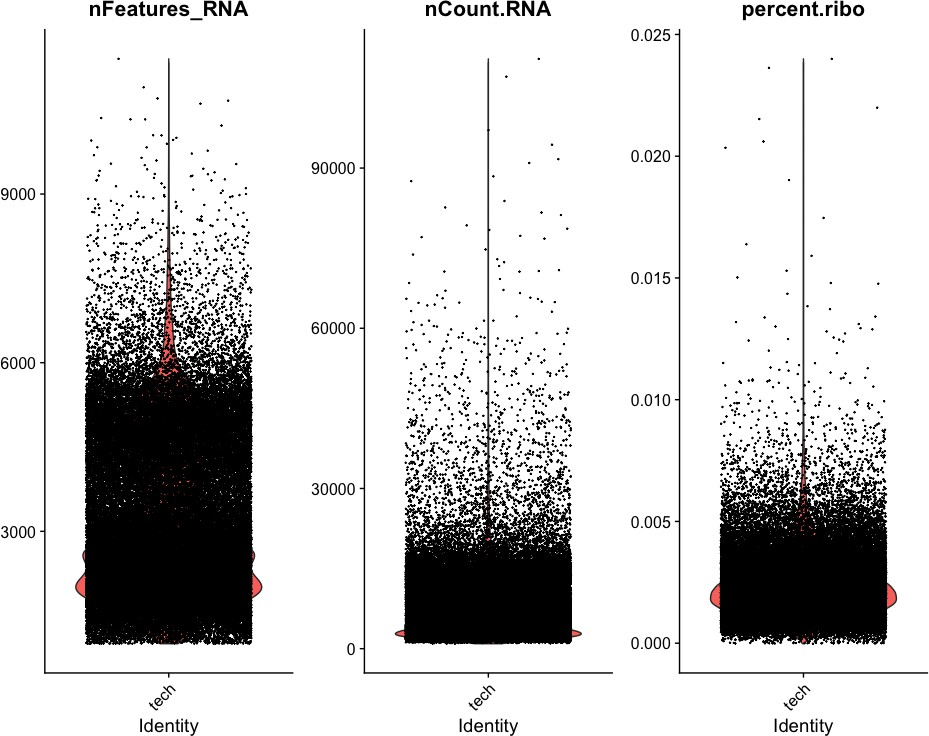 nFeatures_RNA
9000
6000
3000
tech
Identity
nCount.RNA
90000
60000
30000
0
tech
Identity
percent.ribo
0.025
0.020
0.015
0.010
0.005
0.000
tech
Identity